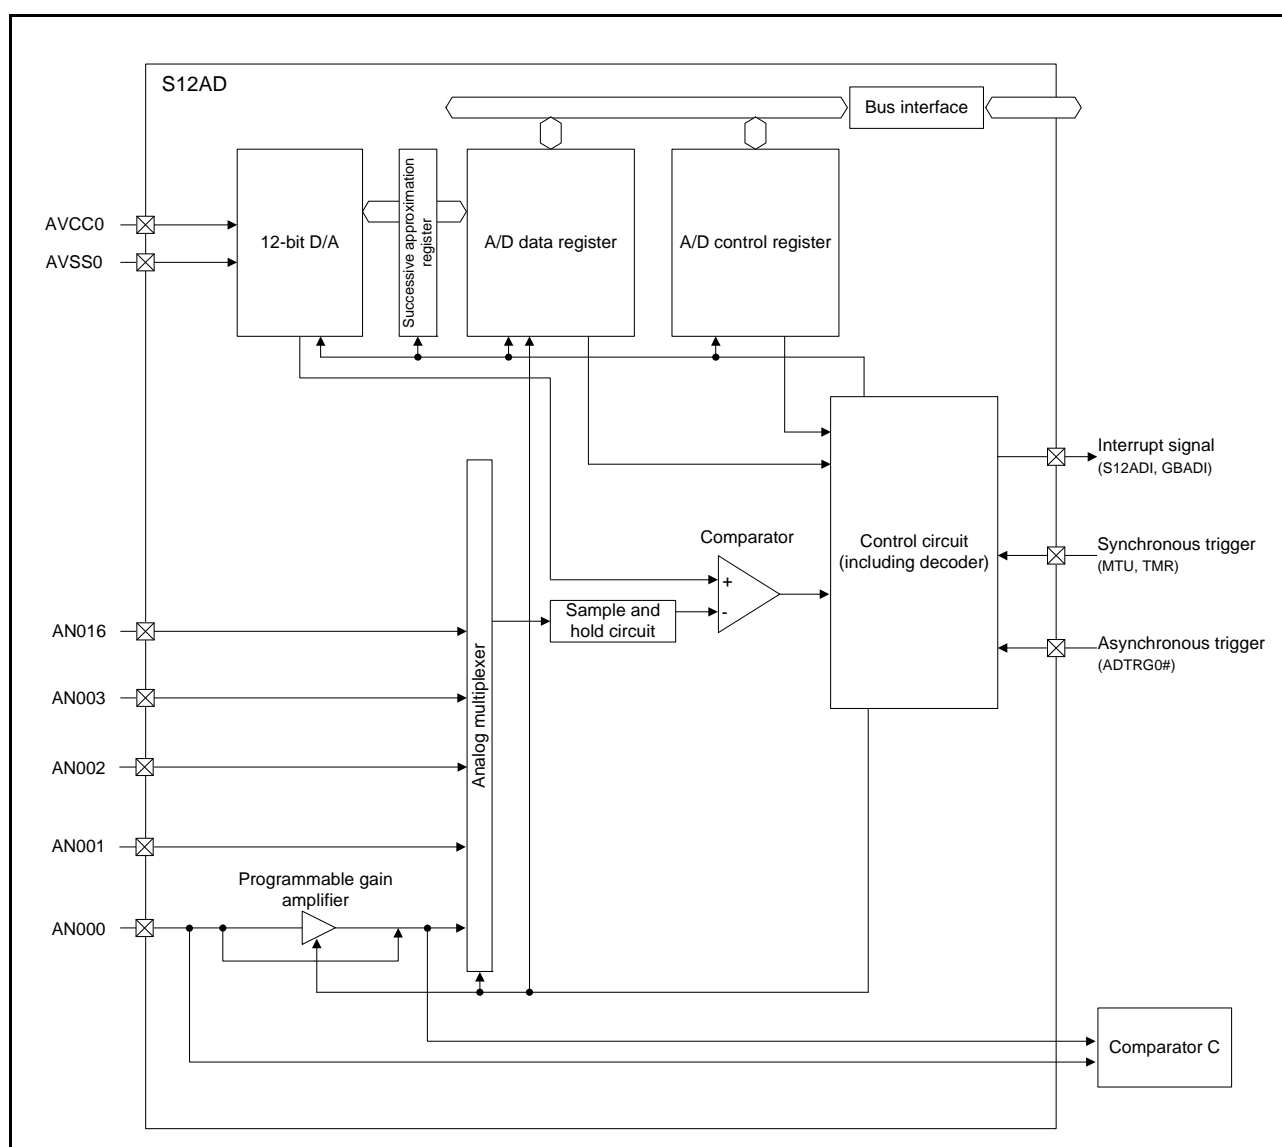 S12AD
Bus interface
AVCC0
AVSS0
12-bit D/A
Successive approximation
register
A/D data register
A/D control register
Interrupt signal
(S12ADI, GBADI)
Comparator
+
-
Control circuit
(including decoder)
Synchronous trigger
(MTU, TMR)
Sample and
hold circuit
Asynchronous trigger
(ADTRG0#)
AN016
AN003
AN002
AN001
AN000
Analog multiplexer
Programmable gain
amplifier
Comparator C